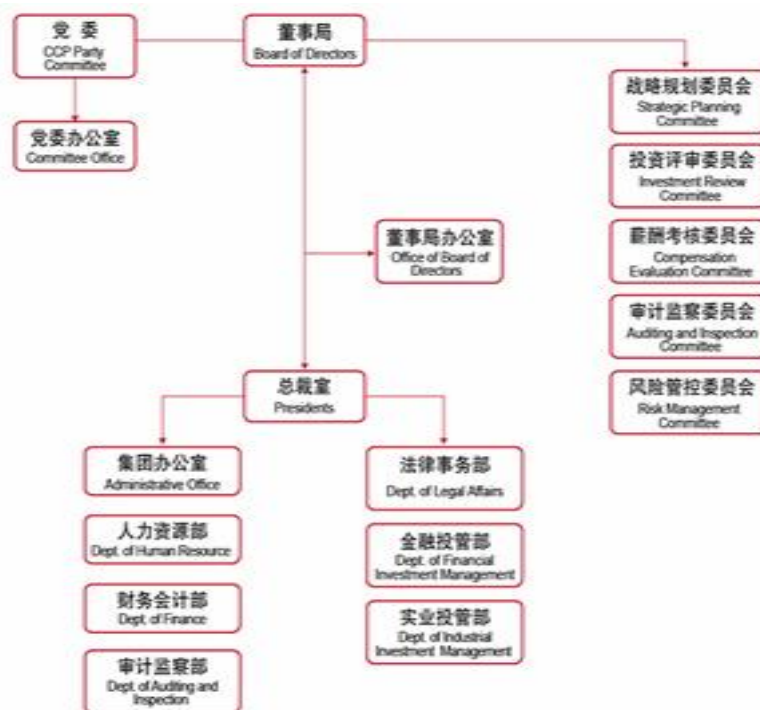 党 委
CCP Party
Committee
董事局
Board of Directors
战略规划委员会
Strategic Planning
Committee
党委办公室
Committee Office
投资评审委员会
Investment Review
Committee
董事局办公室
Office of Board of
Directors
薪酬考核委员会
Compensation
Evaluation Committee
审计监察委员会
Auditing and Inspection
Committee
总裁室
Presidents
风险管控委员会
Risk Management
Committee
集团办公室
Administrative Office
法律事务部
Dept. of Legal Affairs
人力资源部
Dept. of Human Resource
金融投管部
Dept. of Financial
Investment Management
财务会计部
Dept. of Finance
实业投管部
Dept. of Industrial
Investment Management
审计监察部
Dept. of Auditing and
Inspection